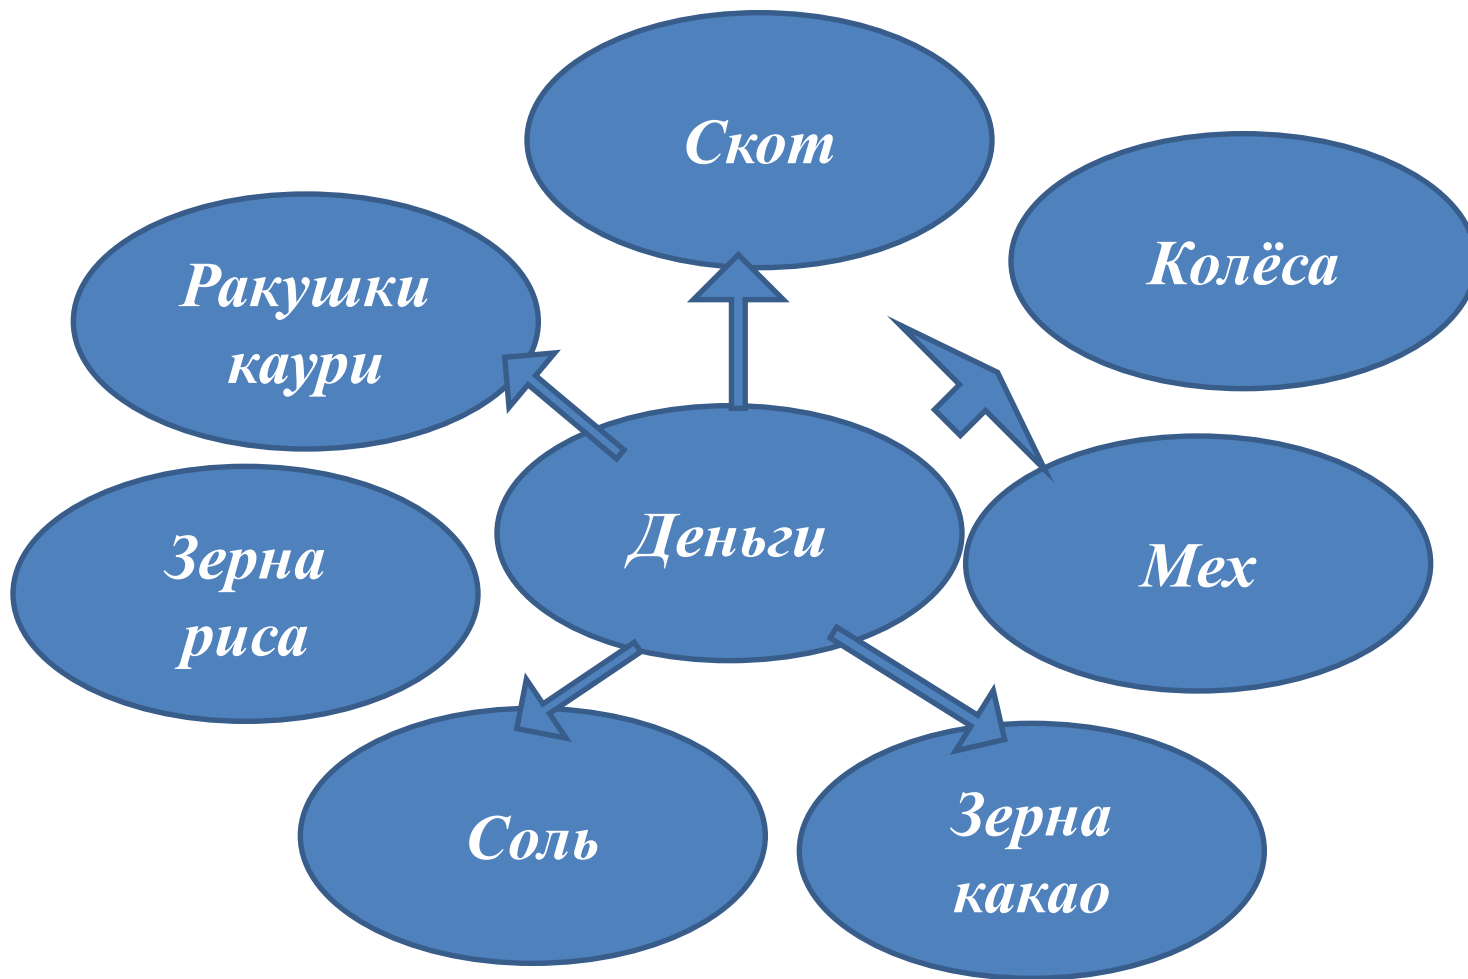 Скот
Колёса
Ракушки
каури
Деньги
Зерна
риса
Мех
Соль
Зерна
какао